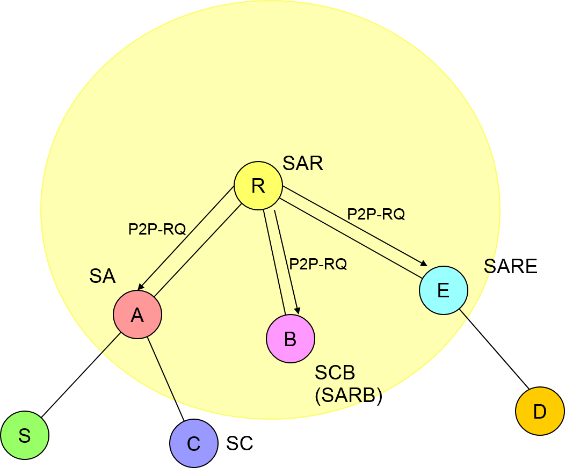 SAR
R
P2P-RQ
P2P-RQ
P2P-RQ
SA
SARE
A
E
B
SCB
(SARB)
S
C
SC
D